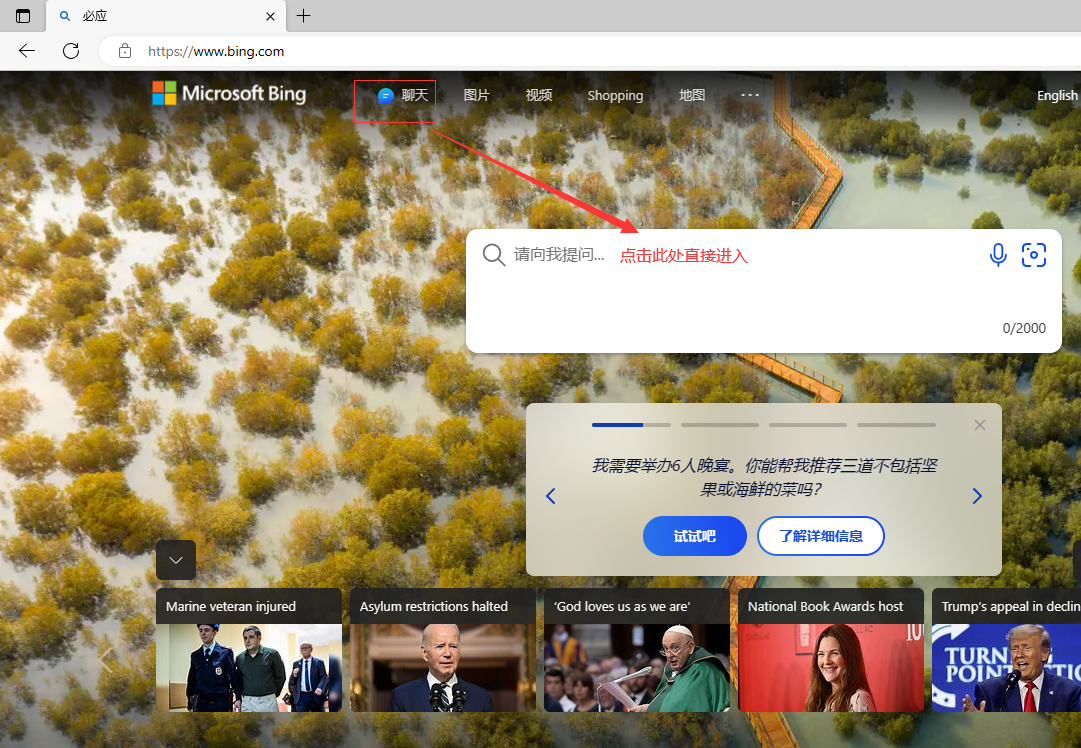 必应
https://www.bing.com
Microsoft Bing
聊天
图片
视频
Shopping
地图
English
请向我提问...
点击此处直接进入
0/2000
我需要举办6人晚宴。你能帮我推荐三道不包括坚
果或海鲜的菜吗?
试试吧
了解详细信息
Marine veteran injured
Asylum restrictions halted
‘God loves us as we are’
National Book Awards host
Trump’s appeal in declin
TURN
POINT